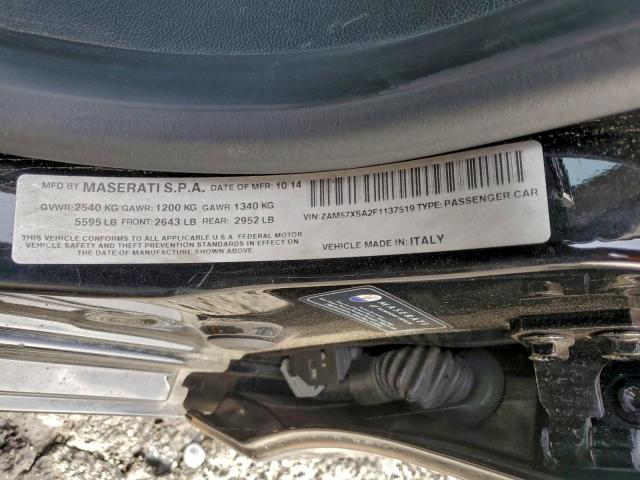 MFD BY MASERATI S.P.A. DATE OF MFR: 10 14
GVWR: 2540 KG GAWR: 1200 KG GAWR 1340 KG
5595 LB FRONT: 2643 LB REAR: 2952 LB
THIS CONFORMS TO ALL APPLICABLE U.S. FEDERAL MOTOR
VEHICLE SAFETY AND THEFT PREVENTION STANDARDS IN EFFECT ON
THE DATE OF MANUFACTURER SHOWN ABOVE
VIN: ZAM57XSA2F1137519 TYPE: PASSENGER CAR
VEHICLE MADE IN: ITALY
MASERATI